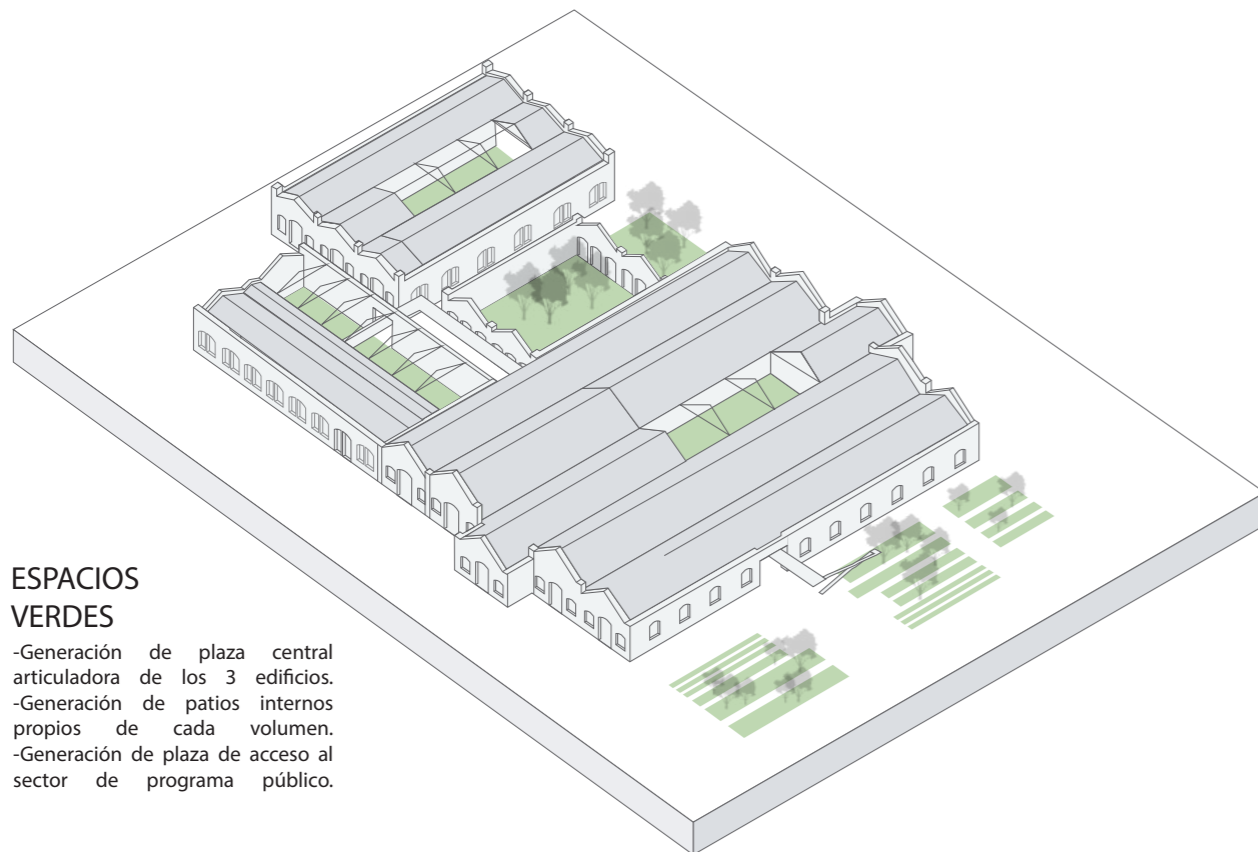 ESPACIOS
VERDES
-Generación de plaza central
articuladora de los 3 edificios.
-Generación de patios internos
propios de cada volumen.
-Generación de plaza de acceso al
sector de programa público.